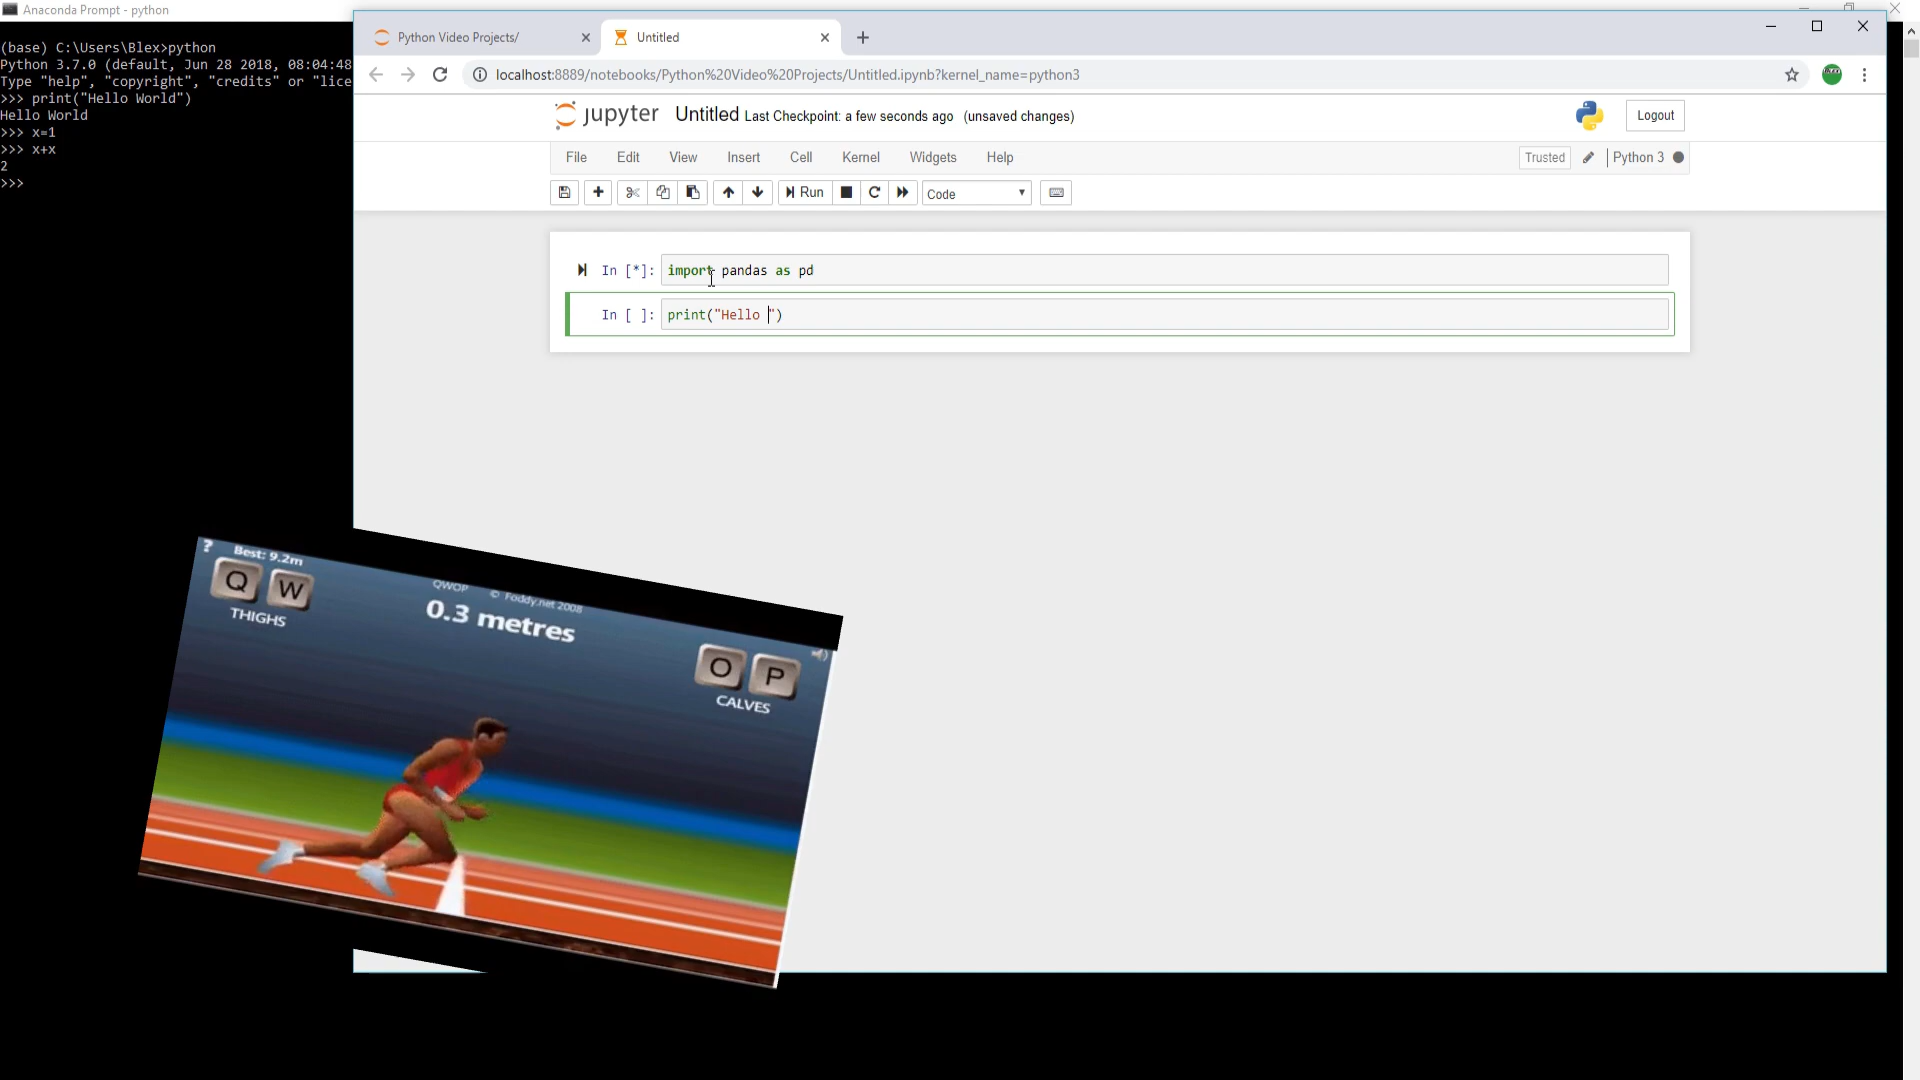 Anaconda Prompt - python
(base) C:\Users\Blex>python
Python 3.7.0 (default, Jun 28 2018, 08:04:48
Type "help", "copyright", "credits" or "lice
>>> print("Hello World")
Hello World
>>> x=1
>>> x+x
2
>>>
Python Video Projects/
Untitled
localhost:8889/notebooks/Python%20Video%20Projects/Untitled.ipynb?kernel_name=python3
jupyter Untitled Last Checkpoint: a few seconds ago (unsaved changes)
Logout
File Edit View Insert Cell Kernel Widgets Help
Trusted Python 3
Run Code
In [*]: import pandas as pd
In [ ]: print("Hello ")
? Best: 9.2m
Q W
THIGHS
QWOP © Foddy.net 2008
0.3 metres
O P
CALVES